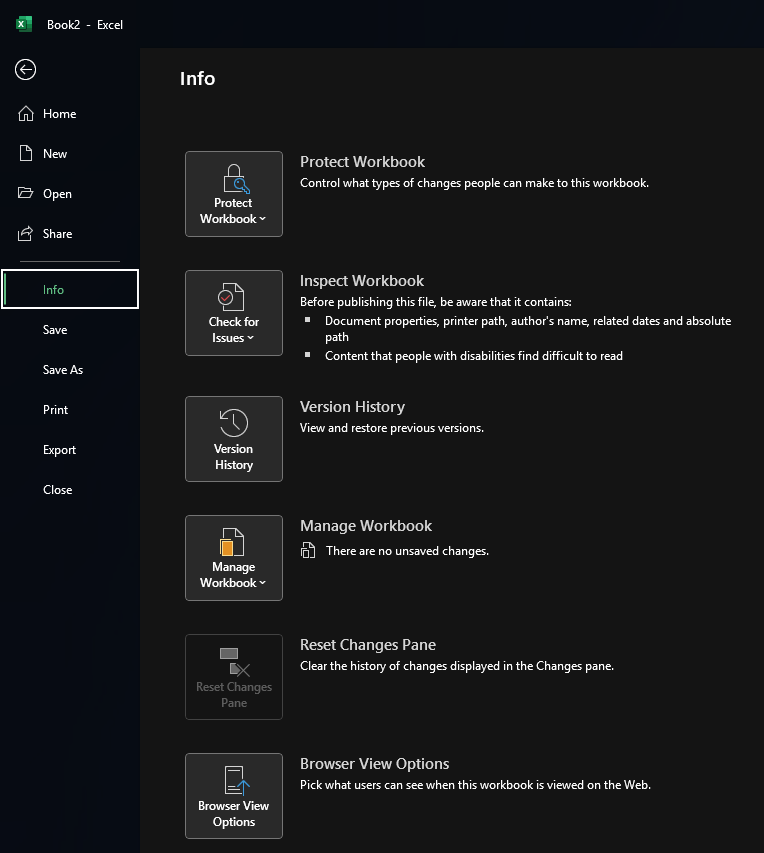 Book2 - Excel
Info
Home
New
Open
Share
Info
Save
Save As
Print
Export
Close
Protect
Workbook
Protect Workbook
Control what types of changes people can make to this workbook.
Check for
Issues
Inspect Workbook
Before publishing this file, be aware that it contains:
Document properties, printer path, author's name, related dates and absolute
path
Content that people with disabilities find difficult to read
Version
History
Version History
View and restore previous versions.
Manage
Workbook
Manage Workbook
There are no unsaved changes.
Reset Changes
Pane
Reset Changes Pane
Clear the history of changes displayed in the Changes pane.
Browser View
Options
Browser View Options
Pick what users can see when this workbook is viewed on the Web.